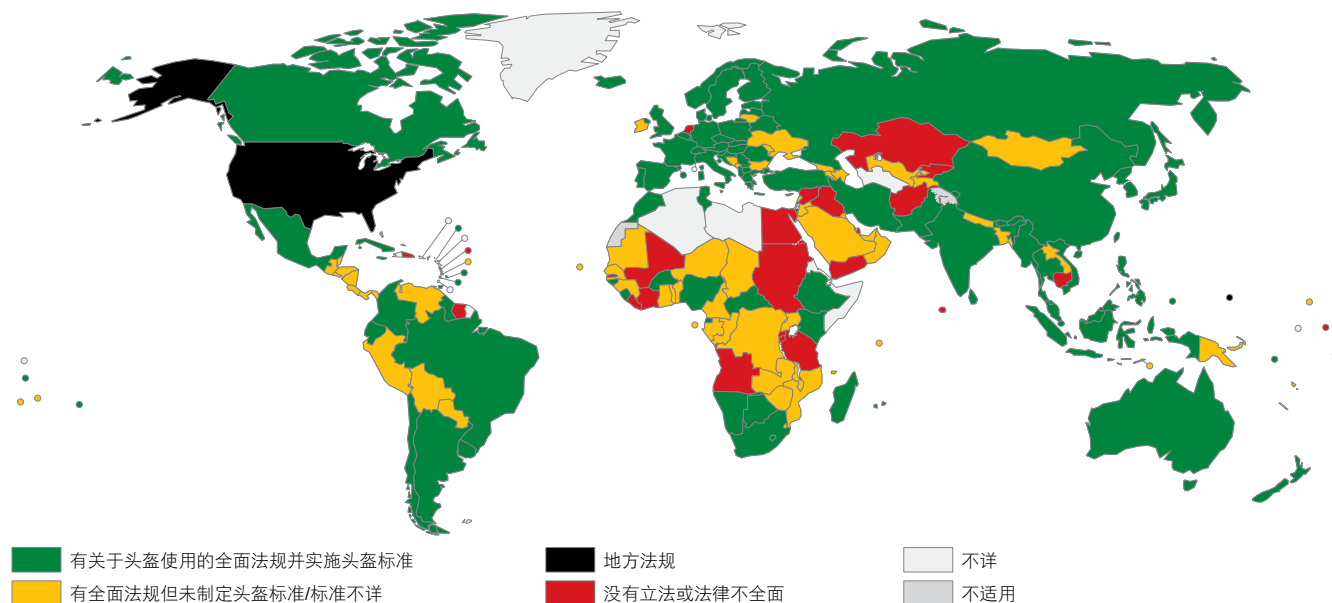 有关于头盔使用的全面法规并实施头盔标准
地方法规
不详
有全面法规但未制定头盔标准/标准不详
没有立法或法律不全面
不适用